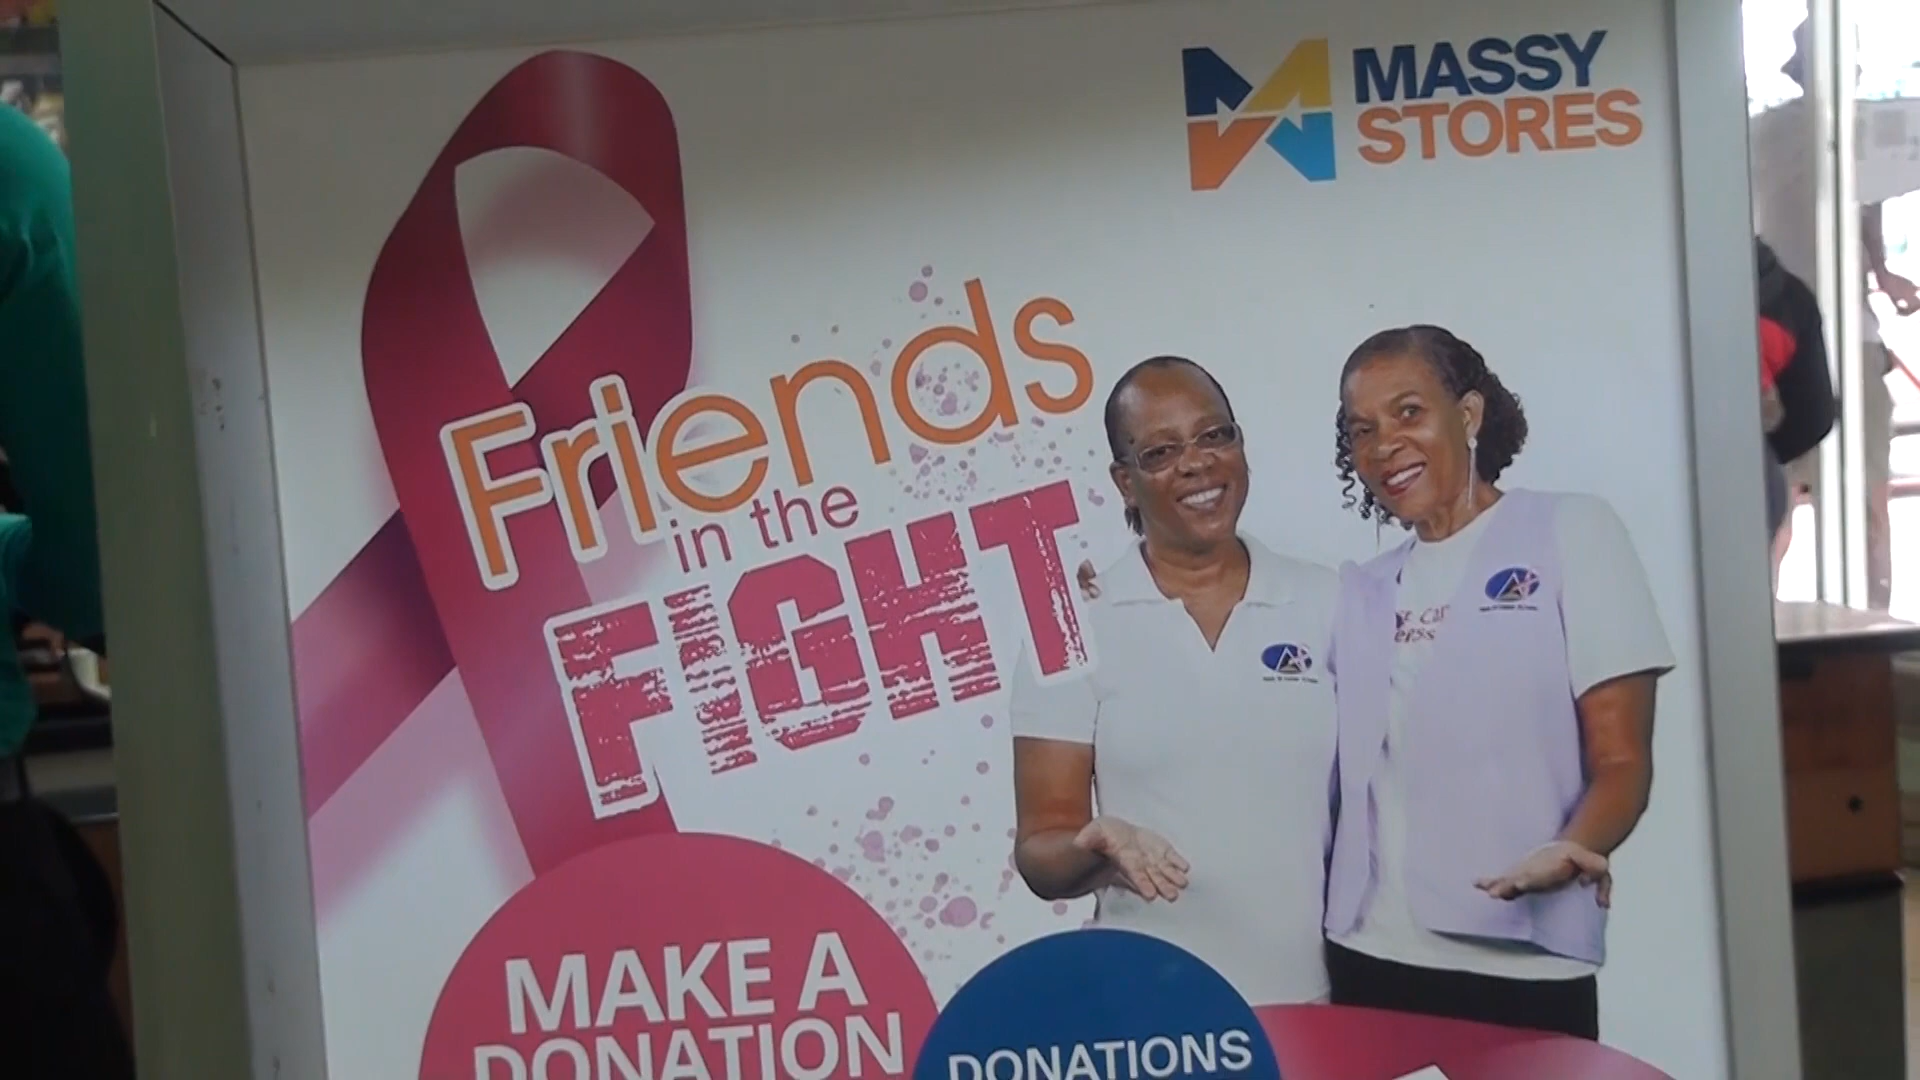 MASSY
STORES
Friends
in the
FIGHT
MAKE A
DONATION
DONATIONS